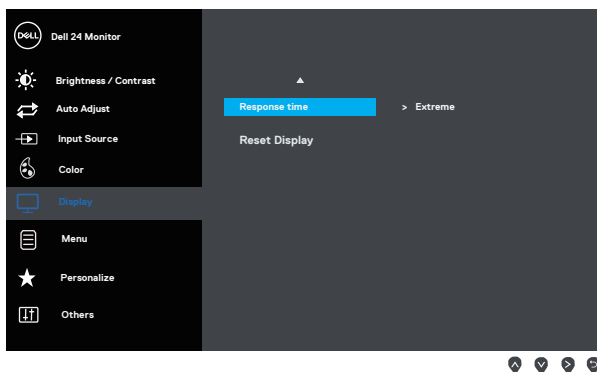 DELL
Dell 24 Monitor
Brightness / Contrast
Auto Adjust
Input Source
Color
Display
Menu
Personalize
Others
Response time > Extreme
Reset Display